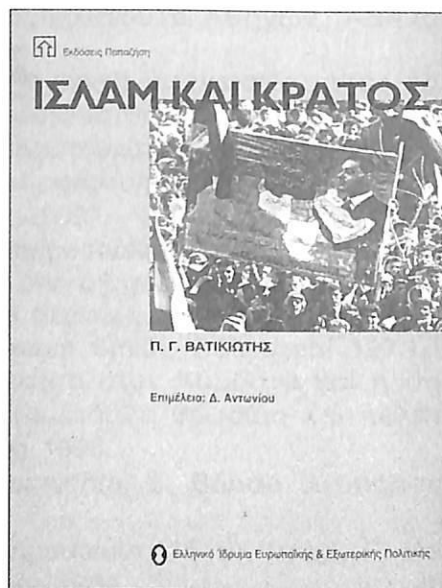 Εκδόσεις Παπαζήση
ΙΣΛΑΜ ΚΑΙ ΚΡΑΤΟΣ
Π. Γ. ΒΑΤΙΚΙΩΤΗΣ
Επιμέλεια: Δ. Αντωνίου
Ελληνικό Ίδρυμα Ευρωπαϊκής & Εξωτερικής Πολιτικής